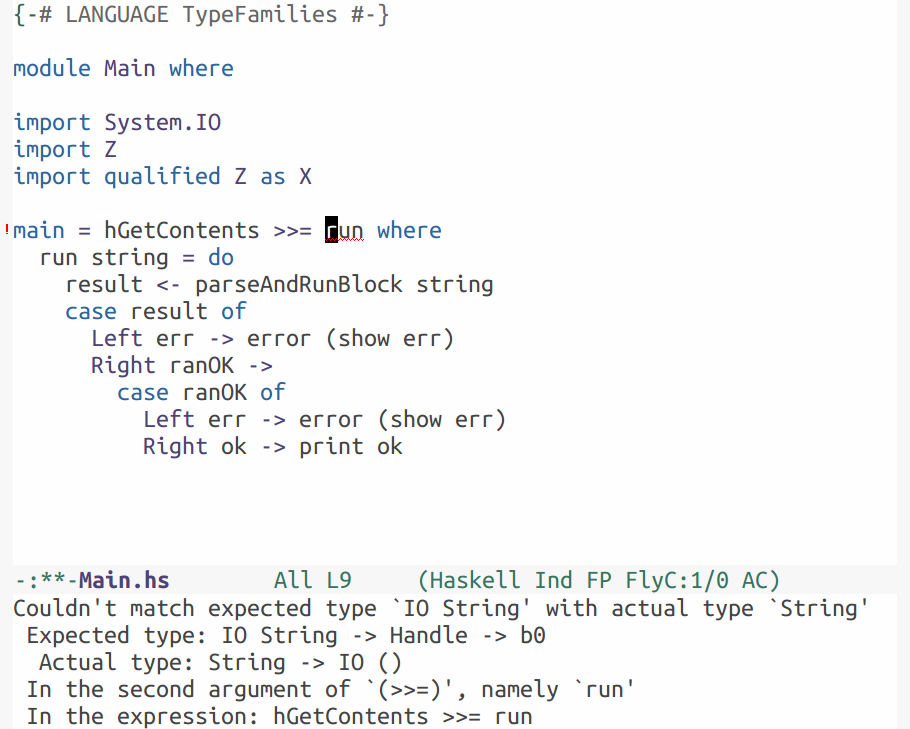 {-# LANGUAGE TypeFamilies #-}
module Main where
import System.IO
import Z
import qualified Z as X
!main = hGetContents >>= run where
  run string = do
    result <- parseAndRunBlock string
    case result of
      Left err -> error (show err)
      Right ranOK ->
        case ranOK of
          Left err -> error (show err)
          Right ok -> print ok
-:**-Main.hs        All L9     (Haskell Ind FP FlyC:1/0 AC)
Couldn't match expected type `IO String' with actual type `String'
 Expected type: IO String -> Handle -> b0
  Actual type: String -> IO ()
 In the second argument of `(>>=)', namely `run'
 In the expression: hGetContents >>= run